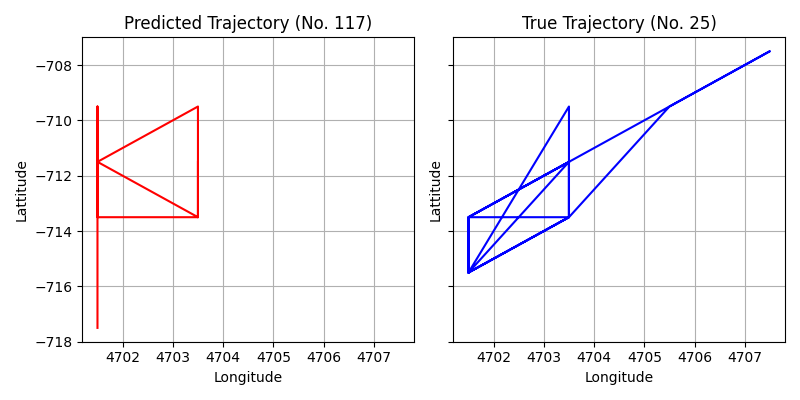 Predicted Trajectory (No. 117)
True Trajectory (No. 25)
Lattitude
−708
−710
−712
−714
−716
−718
4702 4703 4704 4705 4706 4707
Longitude
Lattitude
4702 4703 4704 4705 4706 4707
Longitude